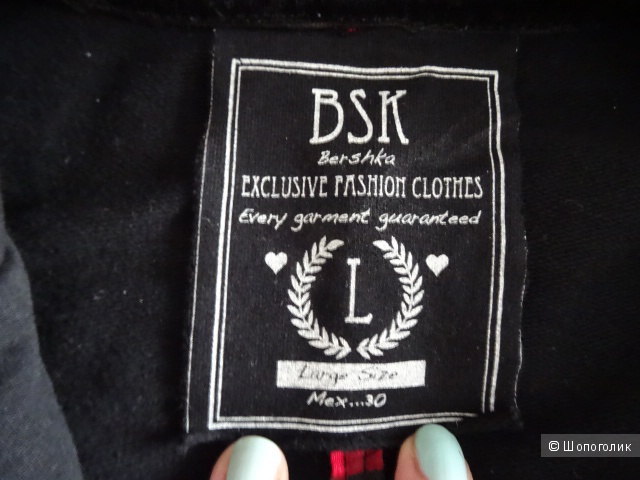 BSK
Bershka
EXCLUSIVE FASHION CLOTHES
Every garment guaranteed
L
Large Size
Mex...30
© Шопоголик